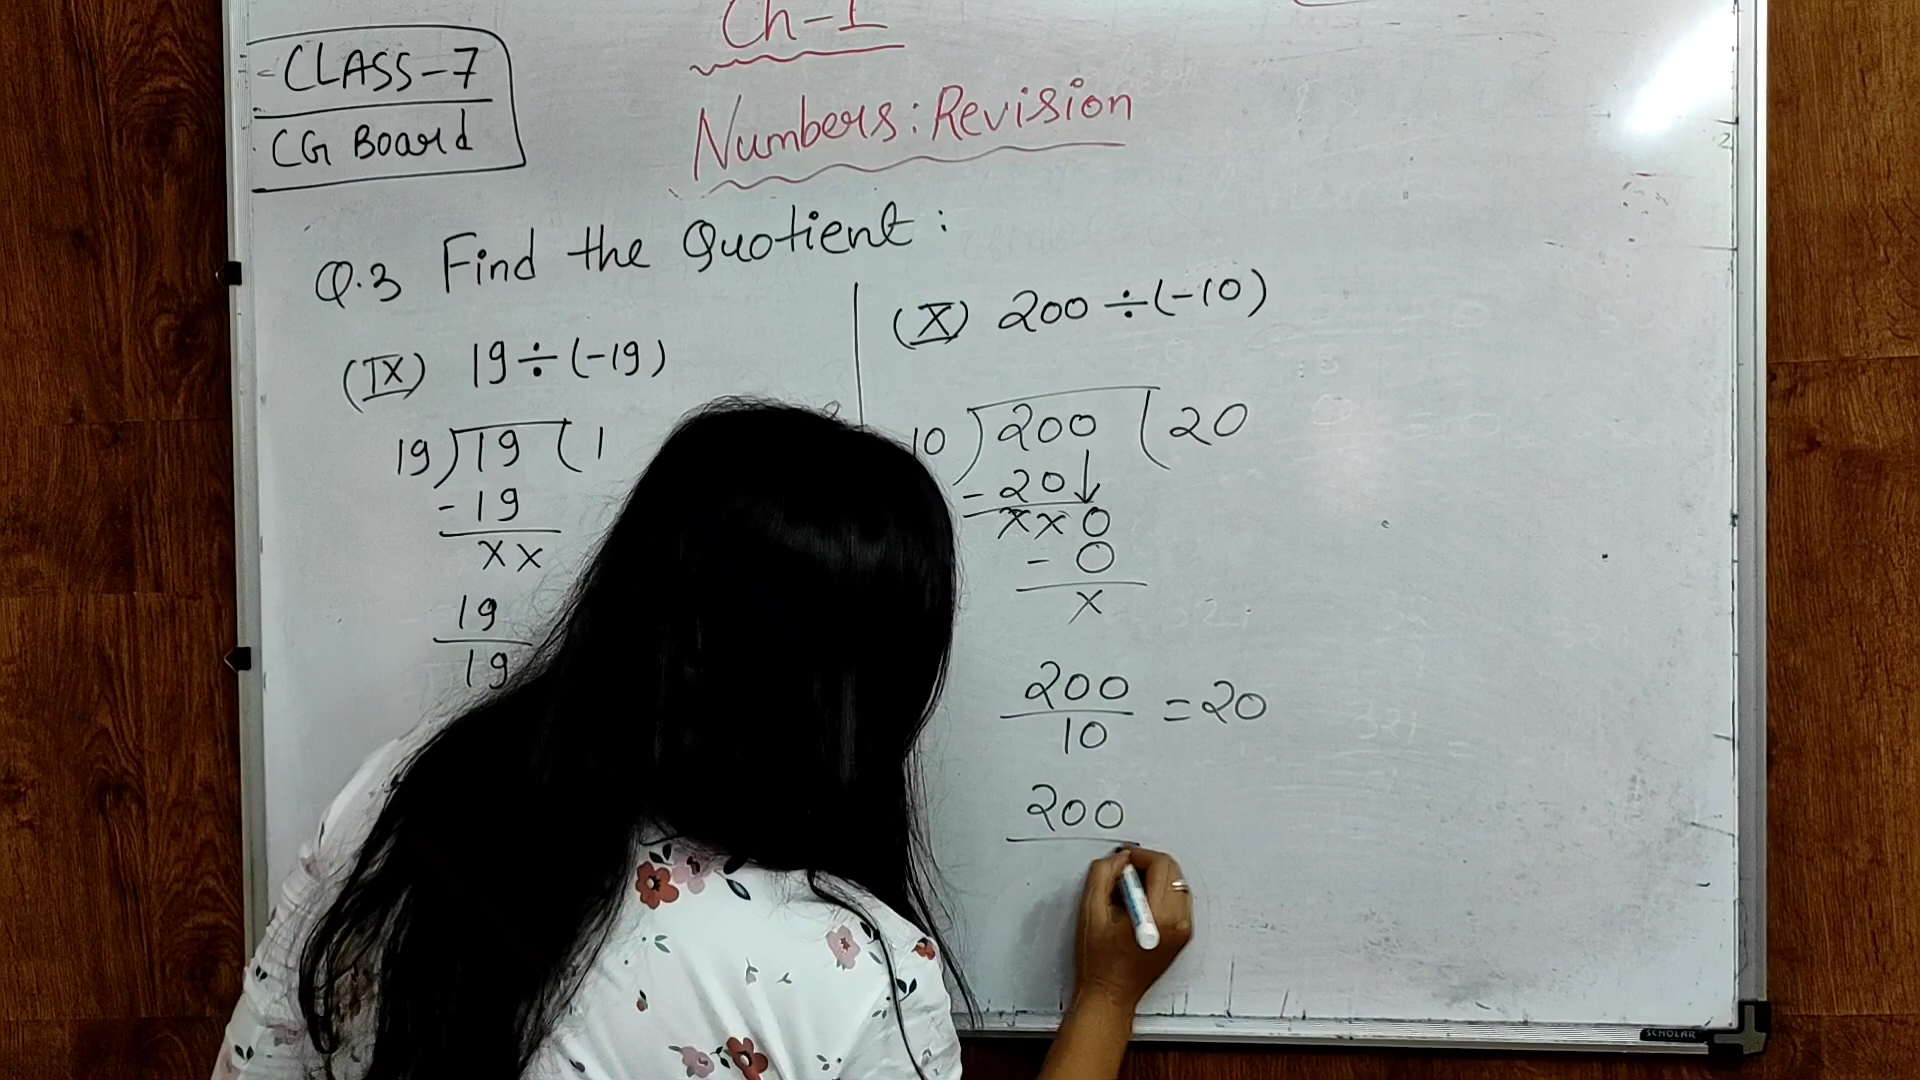 Ch-1
CLASS-7
CG Board
Numbers: Revision
Q.3 Find the Quotient:
(IX) 19÷(-19)
19)19(1
-19
xx
19
19
(X) 200÷(-10)
10)200(20
-20↓
xx0
-0
x
200
10 =20
200
SCHOLAR